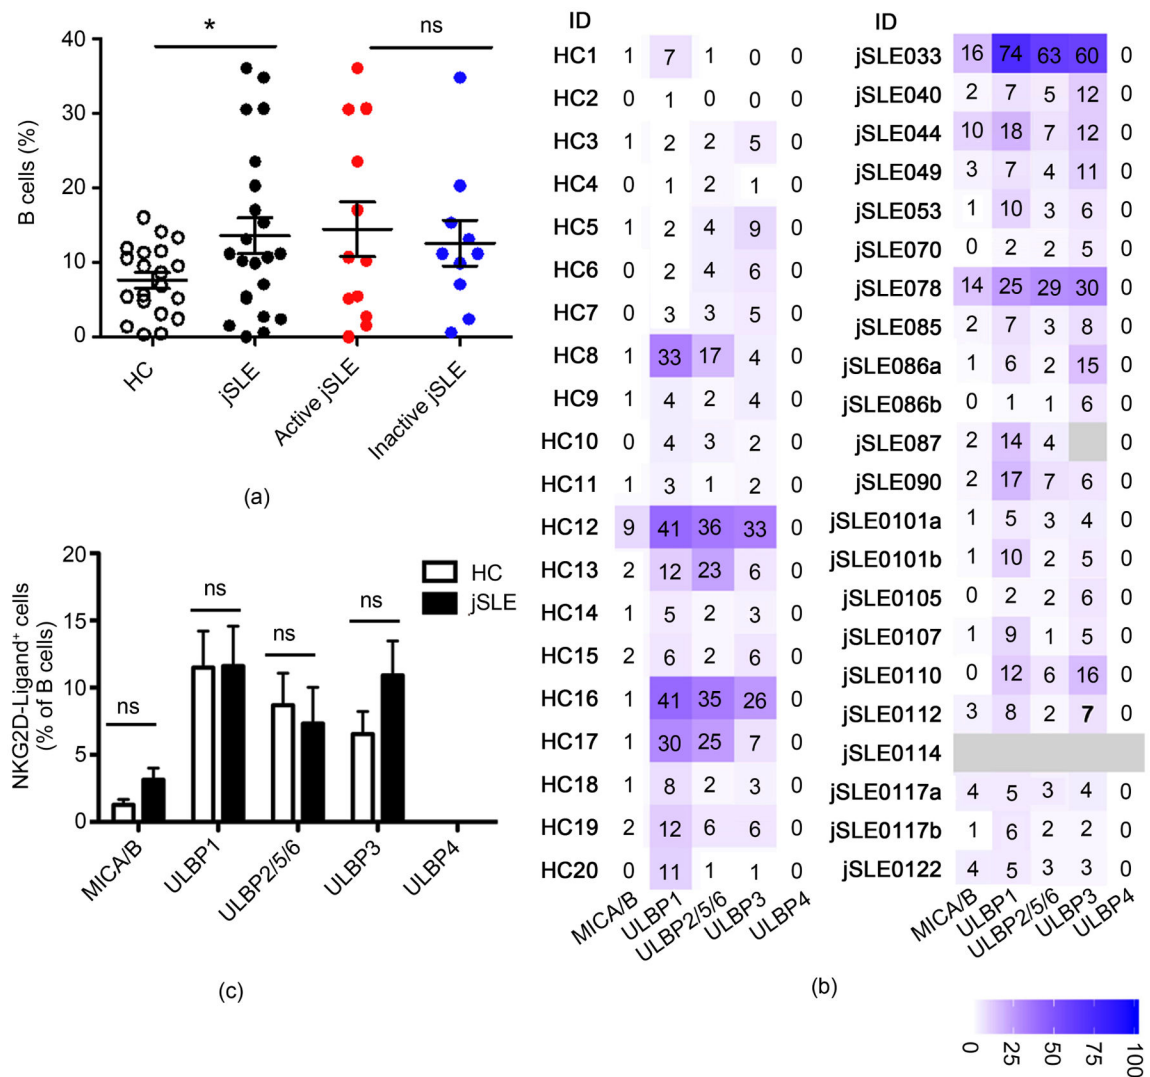 *
ns
40
30
20
10
0
B cells (%)
HC
jSLE
Active jSLE
Inactive jSLE
(a)
ID
HC1 1 7 1 0 0
HC2 0 1 0 0 0
HC3 1 2 2 5 0
HC4 0 1 2 1 0
HC5 1 2 4 9 0
HC6 0 2 4 6 0
HC7 0 3 3 5 0
HC8 1 33 17 4 0
HC9 1 4 2 4 0
HC10 0 4 3 2 0
HC11 1 3 1 2 0
HC12 9 41 36 33 0
HC13 2 12 23 6 0
HC14 1 5 2 3 0
HC15 2 6 2 6 0
HC16 1 41 35 26 0
HC17 1 30 25 7 0
HC18 1 8 2 3 0
HC19 2 12 6 6 0
HC20 0 11 1 1 0
MICA/B
ULBP1
ULBP2/5/6
ULBP3
ULBP4
ID
jSLE033 16 74 63 60 0
jSLE040 2 7 5 12 0
jSLE044 10 18 7 12 0
jSLE049 3 7 4 11 0
jSLE053 1 10 3 6 0
jSLE070 0 2 2 5 0
jSLE078 14 25 29 30 0
jSLE085 2 7 3 8 0
jSLE086a 1 6 2 15 0
jSLE086b 0 1 1 6 0
jSLE087 2 14 4 0
jSLE090 2 17 7 6 0
jSLE0101a 1 5 3 4 0
jSLE0101b 1 10 2 5 0
jSLE0105 0 2 2 6 0
jSLE0107 1 9 1 5 0
jSLE0110 0 12 6 16 0
jSLE0112 3 8 2 7 0
jSLE0114
jSLE0117a 4 5 3 4 0
jSLE0117b 1 6 2 2 0
jSLE0122 4 5 3 3 0
MICA/B
ULBP1
ULBP2/5/6
ULBP3
ULBP4
(b)
0
25
50
75
100
20
15
10
5
0
NKG2D-Ligand⁺ cells
(% of B cells)
HC
jSLE
ns
ns
ns
ns
MICA/B
ULBP1
ULBP2/5/6
ULBP3
ULBP4
(c)